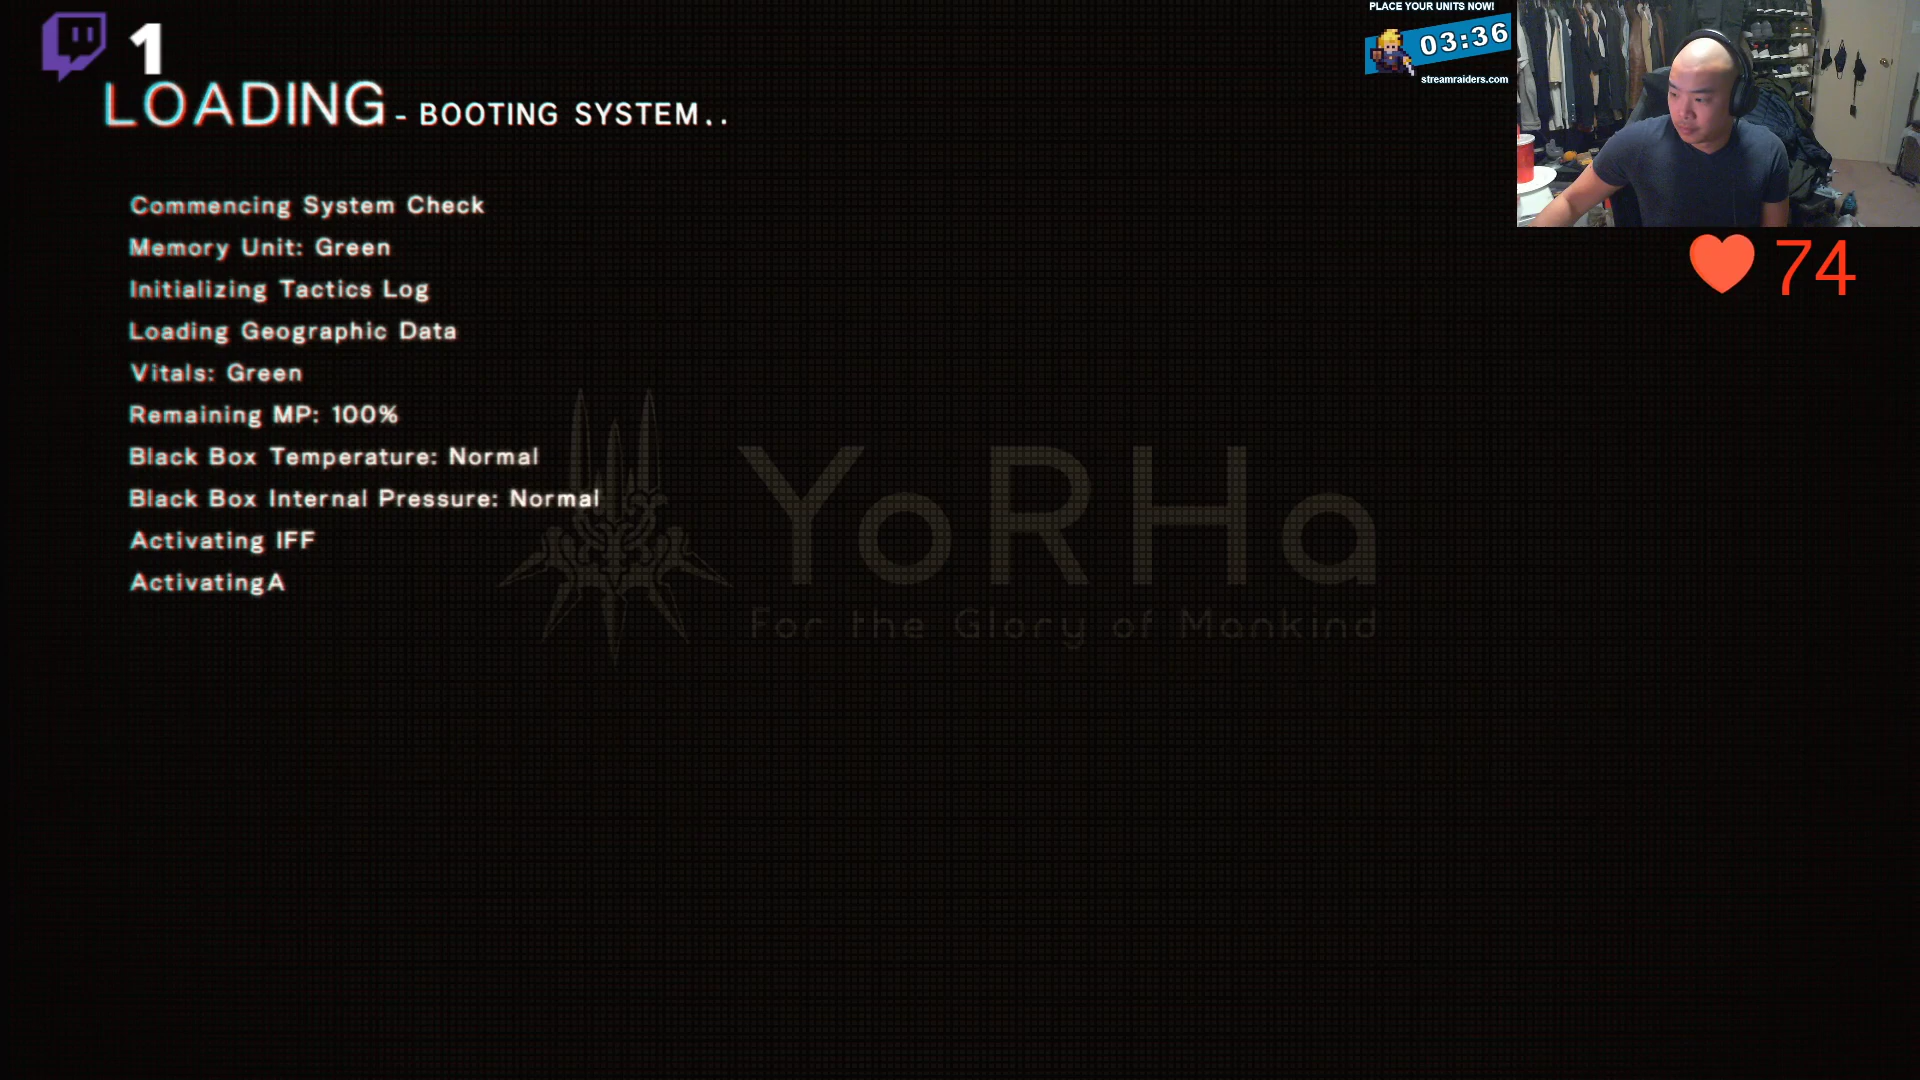 1
PLACE YOUR UNITS NOW!
03:36
streamraiders.com
LOADING - BOOTING SYSTEM..
74
Commencing System Check
Memory Unit: Green
Initializing Tactics Log
Loading Geographic Data
Vitals: Green
Remaining MP: 100%
Black Box Temperature: Normal
Black Box Internal Pressure: Normal
Activating IFF
ActivatingA
YoRHa
For the Glory of Mankind